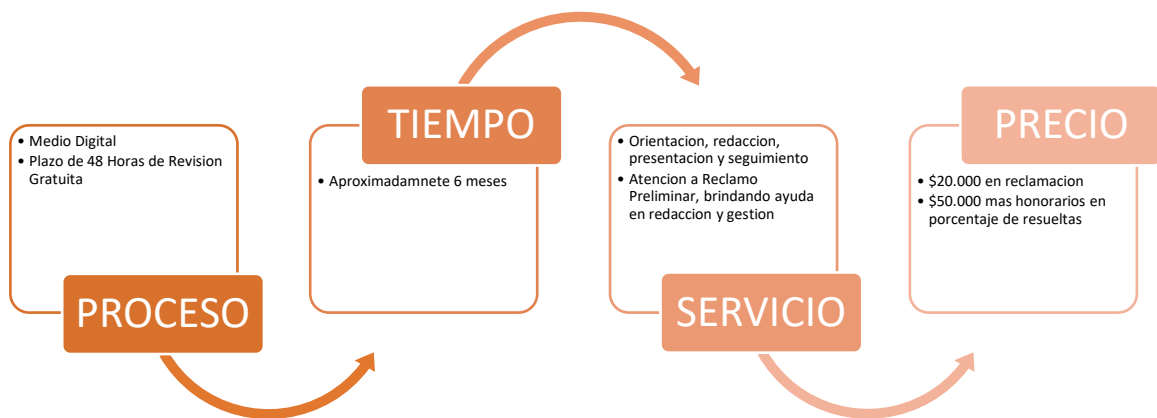 • Medio Digital
• Plazo de 48 Horas de Revision
Gratuita
PROCESO
TIEMPO
• Aproximadamnete 6 meses
• Orientacion, redaccion,
presentacion y seguimiento
• Atencion a Reclamo
Preliminar, brindando ayuda
en redaccion y gestion
SERVICIO
PRECIO
• $20.000 en reclamacion
• $50.000 mas honorarios en
porcentaje de resueltas